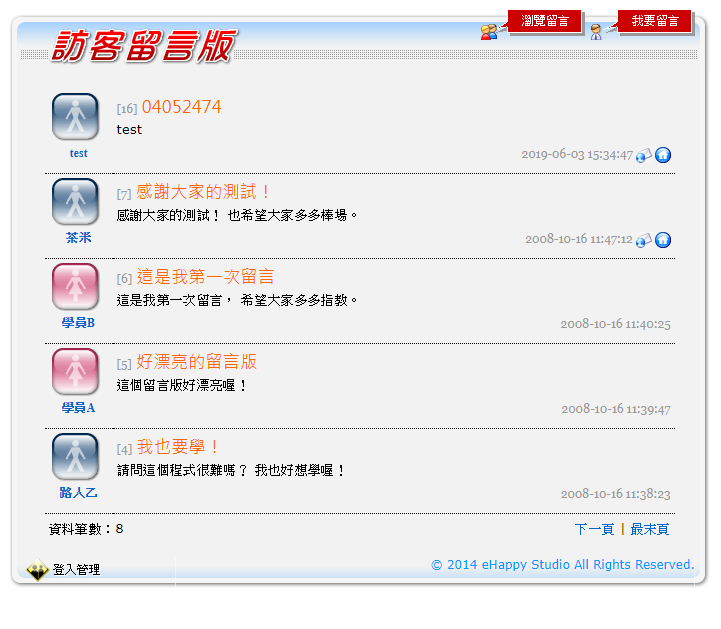 瀏覽留言
我要留言
訪客留言版
[16] 04052474
test
test
2019-06-03 15:34:47
[7] 感謝大家的測試！
感謝大家的測試！ 也希望大家多多棒場。
茶米
2008-10-16 11:47:12
[6] 這是我第一次留言
這是我第一次留言， 希望大家多多指教。
學員B
2008-10-16 11:40:25
[5] 好漂亮的留言版
這個留言版好漂亮喔！
學員A
2008-10-16 11:39:47
[4] 我也要學！
請問這個程式很難嗎？ 我也好想學喔！
路人乙
2008-10-16 11:38:23
資料筆數：8
下一頁 | 最末頁
登入管理
© 2014 eHappy Studio All Rights Reserved.